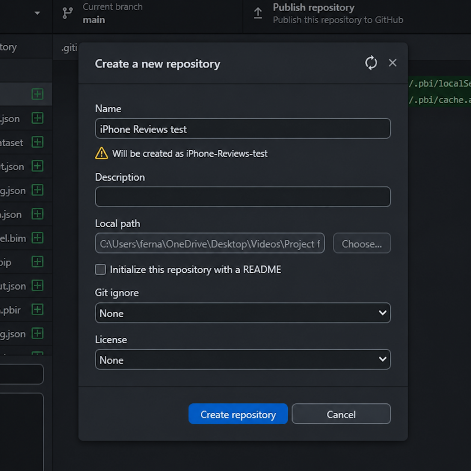 Current branch
main
Publish repository
Publish this repository to GitHub
tory
.giti
Create a new repository
/.pbi/localSe
/.pbi/cache.a
Name
iPhone Reviews test
Will be created as iPhone-Reviews-test
Description
Local path
C:\Users\ferna\OneDrive\Desktop\Videos\Project f
Choose...
Initialize this repository with a README
Git ignore
None
License
None
Create repository
Cancel
.json
ataset
t.json
g.json
n.json
el.bim
oip
ut.json
.pbir
g.json